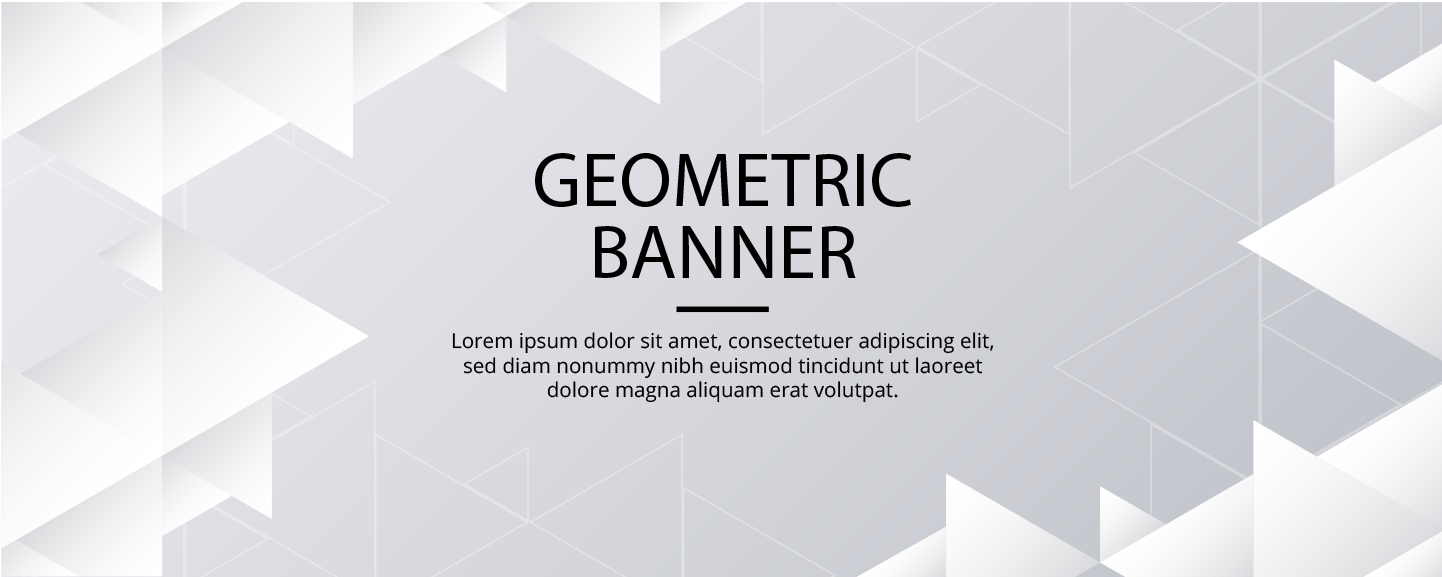 GEOMETRIC
BANNER
Lorem ipsum dolor sit amet, consectetuer adipiscing elit,
sed diam nonummy nibh euismod tincidunt ut laoreet
dolore magna aliquam erat volutpat.